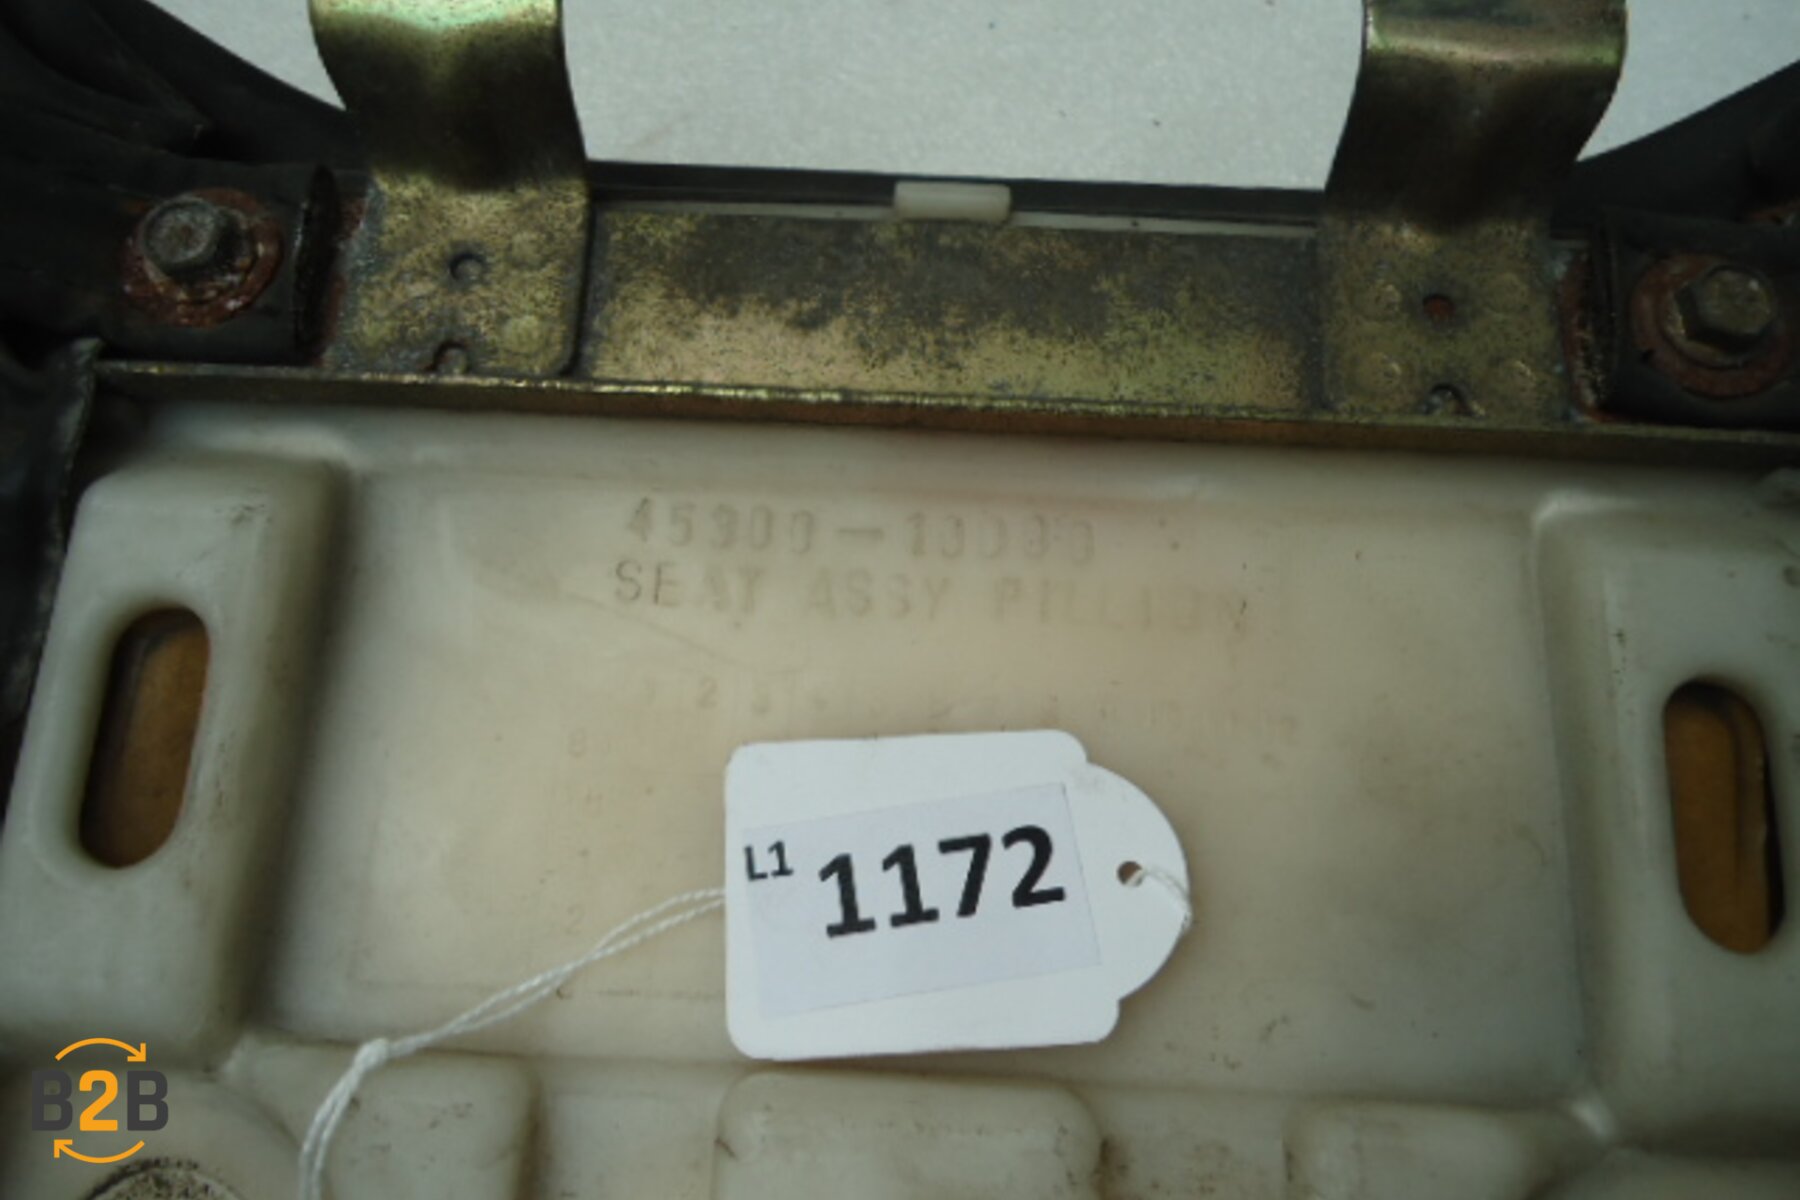 45300-13D00
SEAT ASSY PILLION
L1 1172
B2B